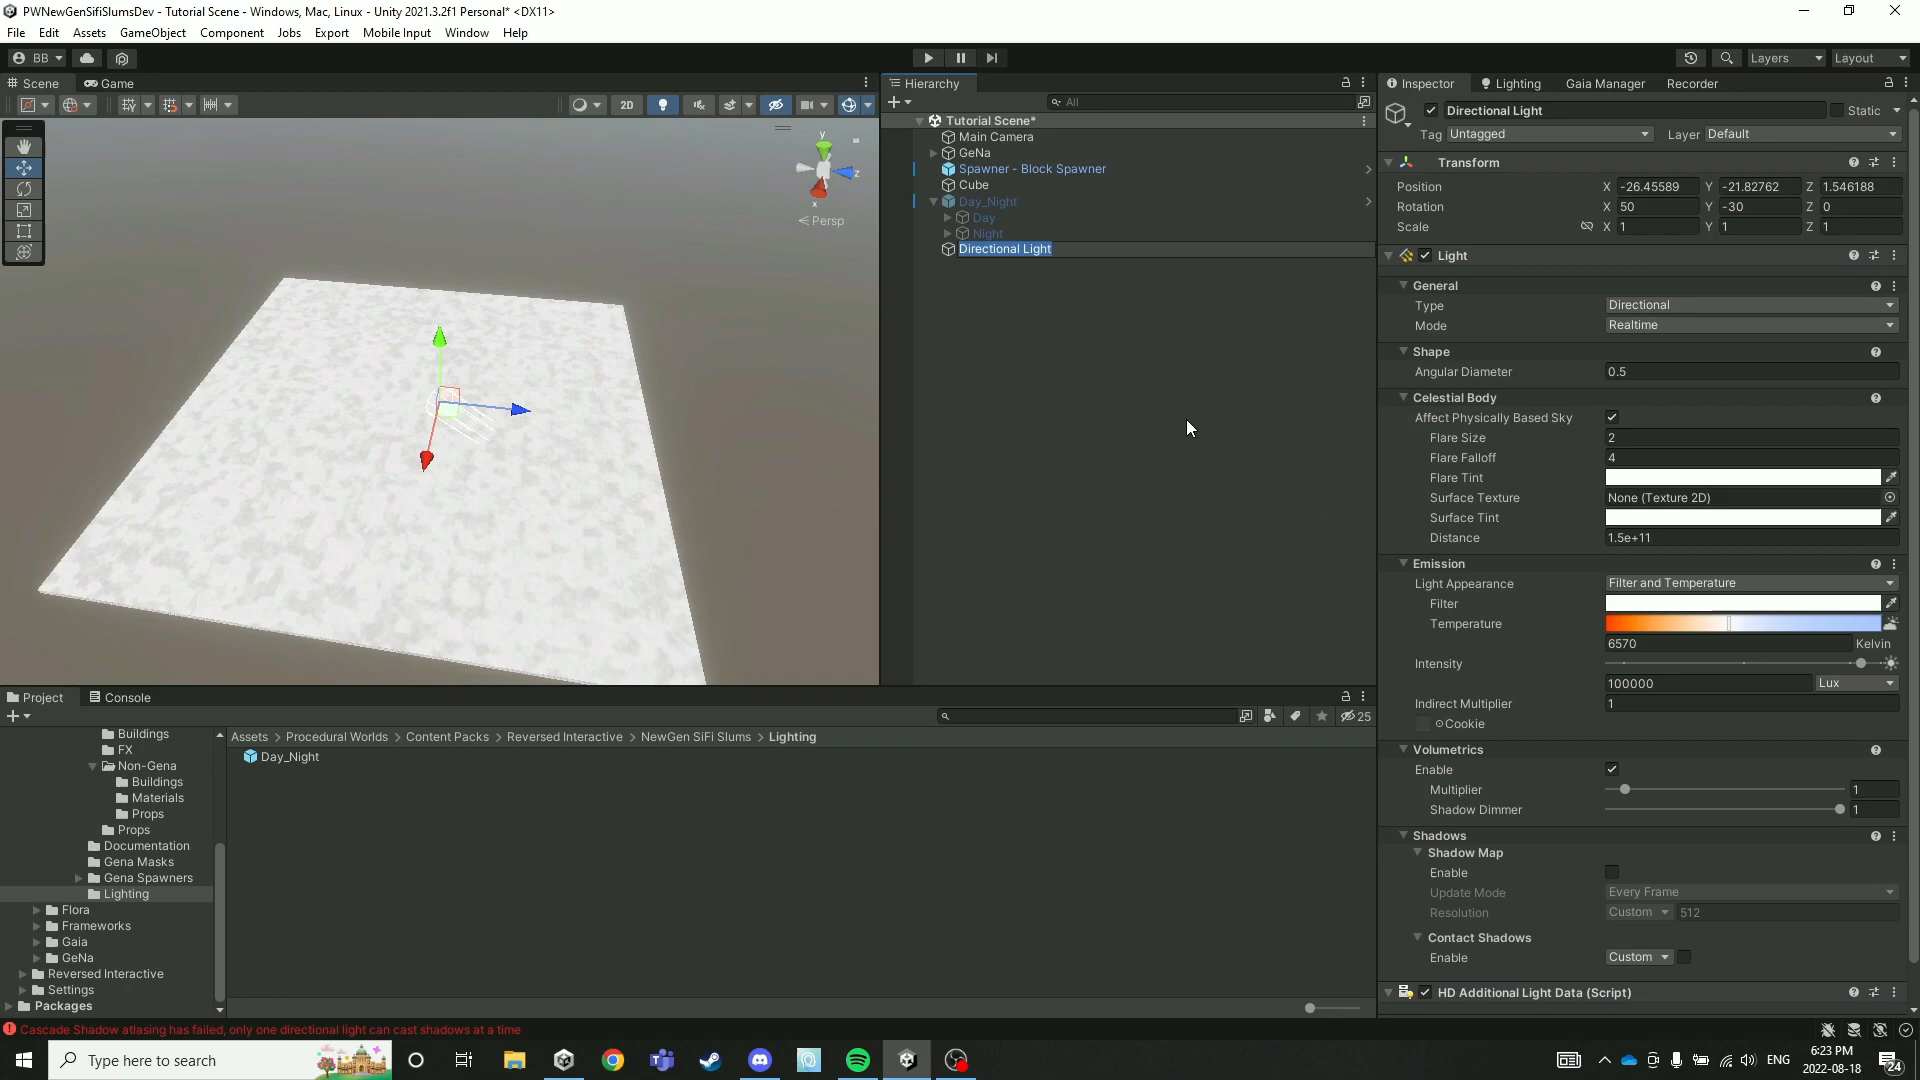 PWNewGenSifiSlumsDev - Tutorial Scene - Windows, Mac, Linux - Unity 2021.3.2f1 Personal* <DX11>
File Edit Assets GameObject Component Jobs Export Mobile Input Window Help
BB Layers Layout
Scene Game
2D
y
z
x
Persp
Hierarchy
All
Tutorial Scene*
Main Camera
GeNa
Spawner - Block Spawner
Cube
Day_Night
Day
Night
Directional Light
Inspector Lighting Gaia Manager Recorder
Directional Light Static
Tag Untagged Layer Default
Transform
Position X -26.45589 Y -21.82762 Z 1.546188
Rotation X 50 Y -30 Z 0
Scale X 1 Y 1 Z 1
Light
General
Type Directional
Mode Realtime
Shape
Angular Diameter 0.5
Celestial Body
Affect Physically Based Sky
Flare Size 2
Flare Falloff 4
Flare Tint
Surface Texture None (Texture 2D)
Surface Tint
Distance 1.5e+11
Emission
Light Appearance Filter and Temperature
Filter
Temperature
6570 Kelvin
Intensity
100000 Lux
Indirect Multiplier 1
Cookie
Volumetrics
Enable
Multiplier 1
Shadow Dimmer 1
Shadows
Shadow Map
Enable
Update Mode Every Frame
Resolution Custom 512
Contact Shadows
Enable Custom
HD Additional Light Data (Script)
Project Console
25
Buildings
FX
Non-Gena
Buildings
Materials
Props
Props
Documentation
Gena Masks
Gena Spawners
Lighting
Flora
Frameworks
Gaia
GeNa
Reversed Interactive
Settings
Packages
Assets > Procedural Worlds > Content Packs > Reversed Interactive > NewGen SiFi Slums > Lighting
Day_Night
Cascade Shadow atlasing has failed, only one directional light can cast shadows at a time
Type here to search
ENG
6:23 PM
2022-08-18
24